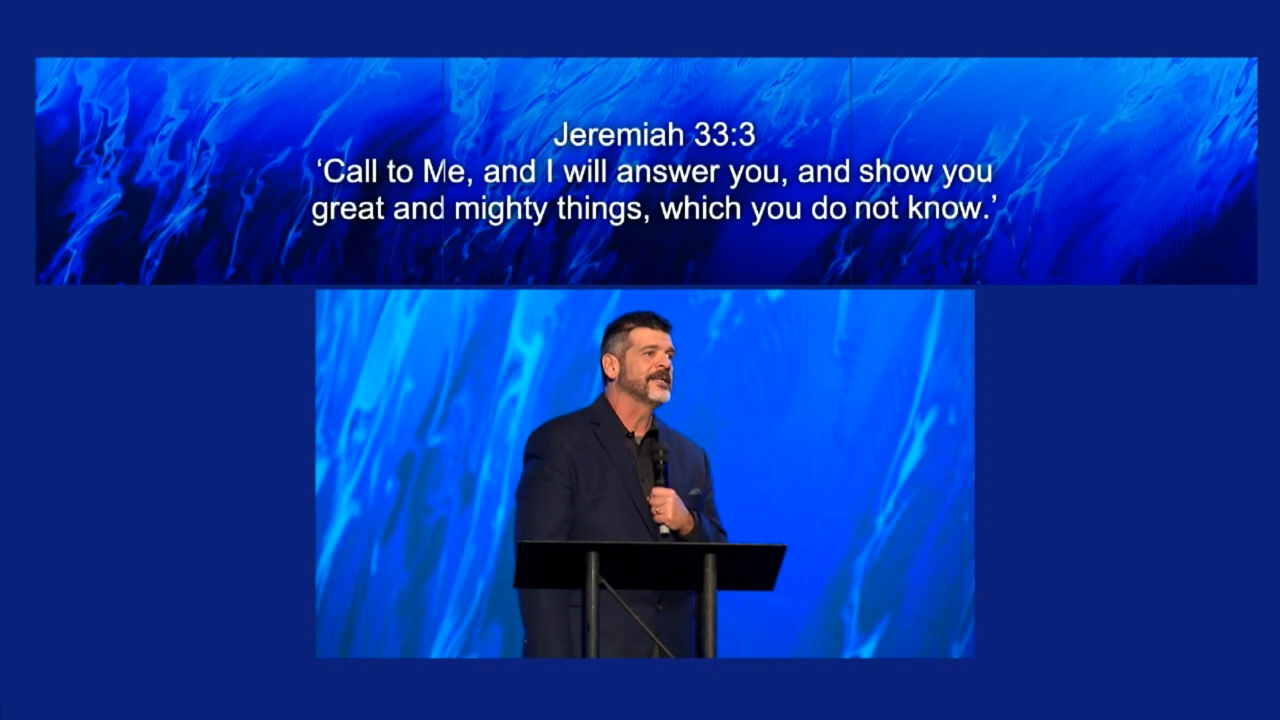 Jeremiah 33:3
‘Call to Me, and I will answer you, and show you
great and mighty things, which you do not know.’